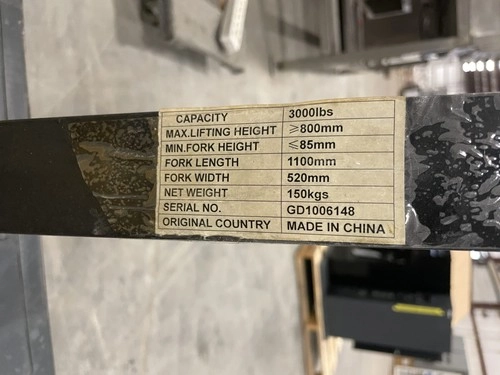 CAPACITY 3000lbs
MAX.LIFTING HEIGHT ≥800mm
MIN.FORK HEIGHT ≤85mm
FORK LENGTH 1100mm
FORK WIDTH 520mm
NET WEIGHT 150kgs
SERIAL NO. GD1006148
ORIGINAL COUNTRY MADE IN CHINA